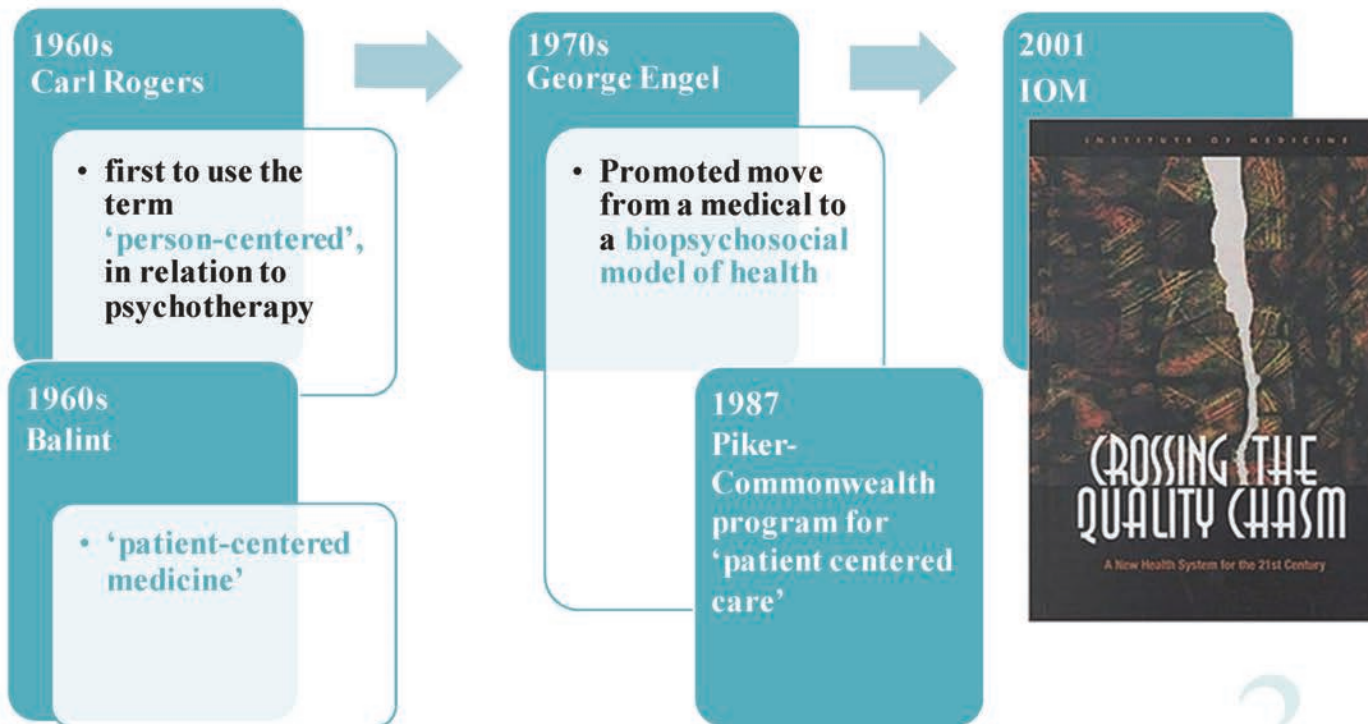 1960s
Carl Rogers
• first to use the
term
‘person-centered’,
in relation to
psychotherapy
1960s
Balint
• ‘patient-centered
medicine’
1970s
George Engel
• Promoted move
from a medical to
a biopsychosocial
model of health
1987
Piker-
Commonwealth
program for
‘patient centered
care’
2001
IOM
INSTITUTE OF MEDICINE
CROSSING THE
QUALITY CHASM
A New Health System for the 21st Century